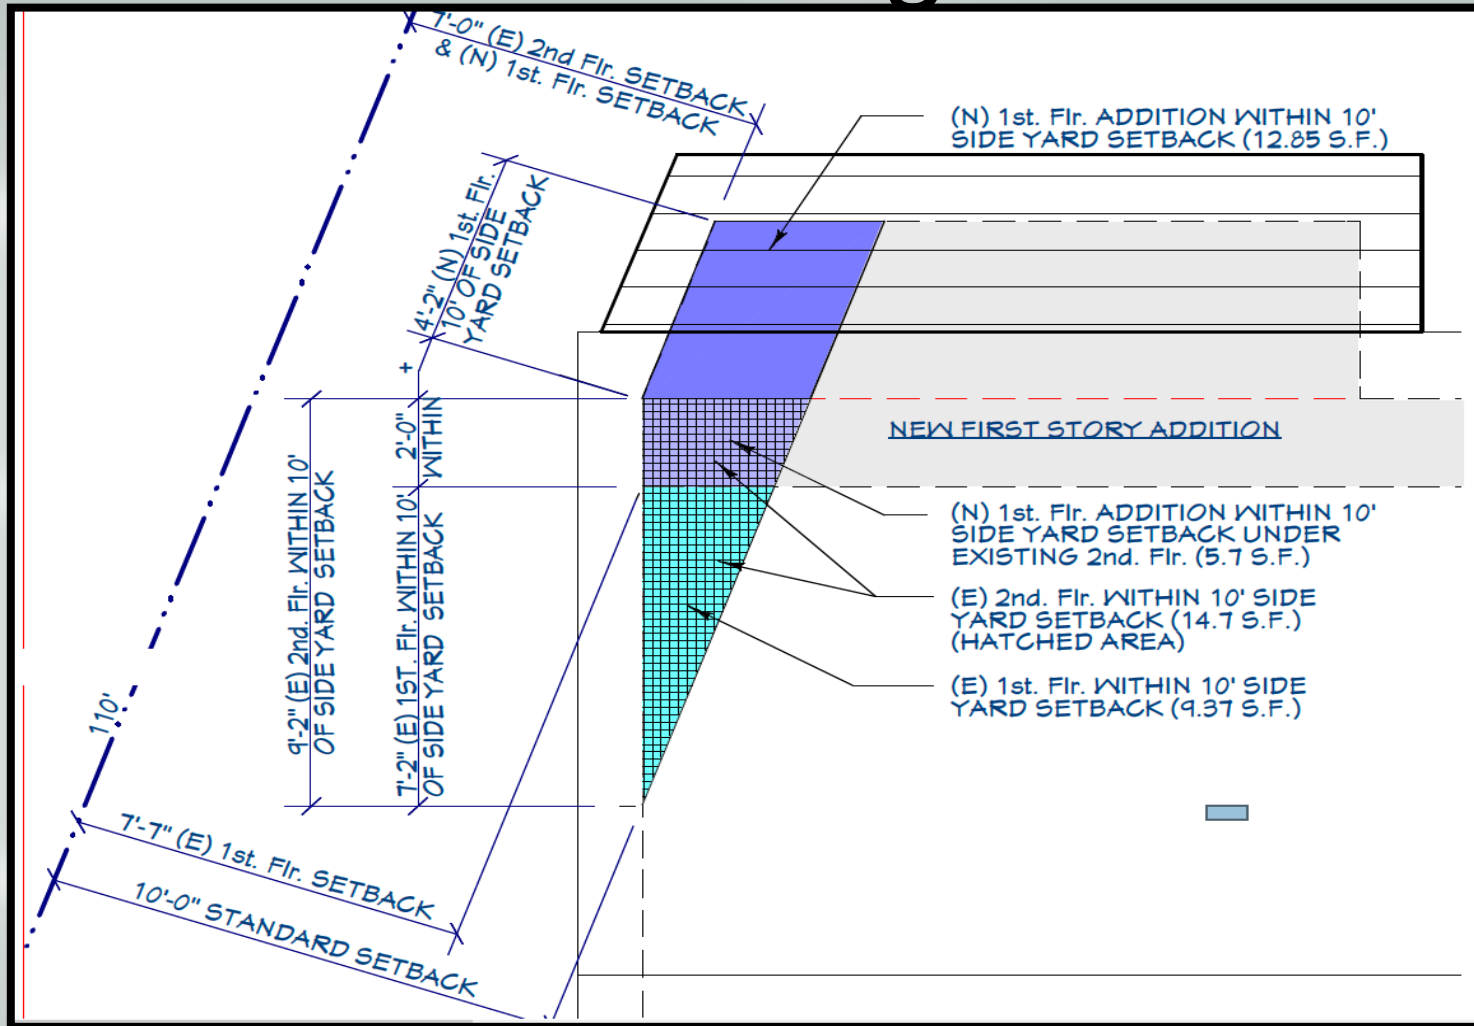 7'-0" (E) 2nd Flr. SETBACK
& (N) 1st. Flr. SETBACK
(N) 1st. Flr. ADDITION WITHIN 10'
SIDE YARD SETBACK (12.85 S.F.)
4'-2" (N) 1st. Flr.
10' OF SIDE
YARD SETBACK
+
2'-0"
WITHIN
9'-2" (E) 2nd. Flr. WITHIN 10'
OF SIDE YARD SETBACK
7'-2" (E) 1ST. Flr. WITHIN 10'
OF SIDE YARD SETBACK
NEW FIRST STORY ADDITION
(N) 1st. Flr. ADDITION WITHIN 10'
SIDE YARD SETBACK UNDER
EXISTING 2nd. Flr. (5.7 S.F.)
(E) 2nd. Flr. WITHIN 10' SIDE
YARD SETBACK (14.7 S.F.)
(HATCHED AREA)
(E) 1st. Flr. WITHIN 10' SIDE
YARD SETBACK (9.37 S.F.)
110'
7'-7" (E) 1st. Flr. SETBACK
10'-0" STANDARD SETBACK